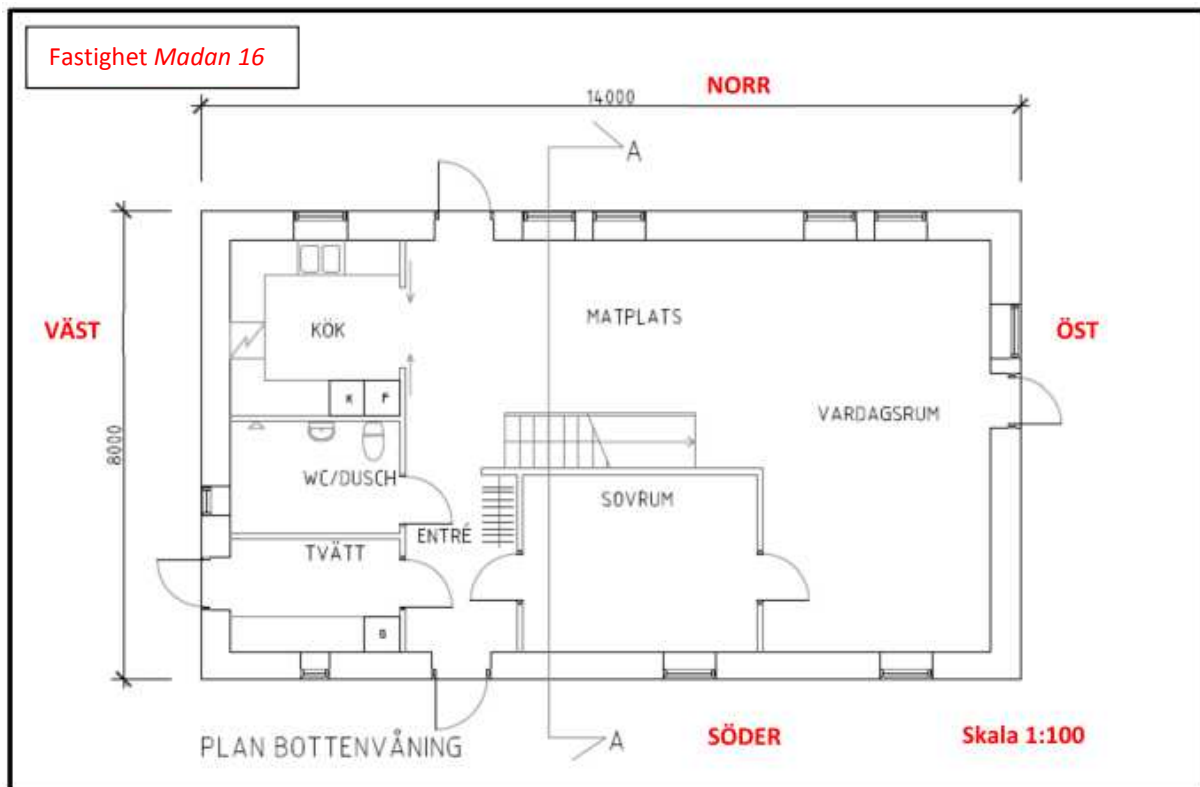 Fastighet Madan 16
NORR
14000
A
KÖK
MATPLATS
VÄST
ÖST
K F
VARDAGSRUM
8000
WC/DUSCH
SOVRUM
ENTRÉ
TVÄTT
PLAN BOTTENVÅNING
A
SÖDER
Skala 1:100